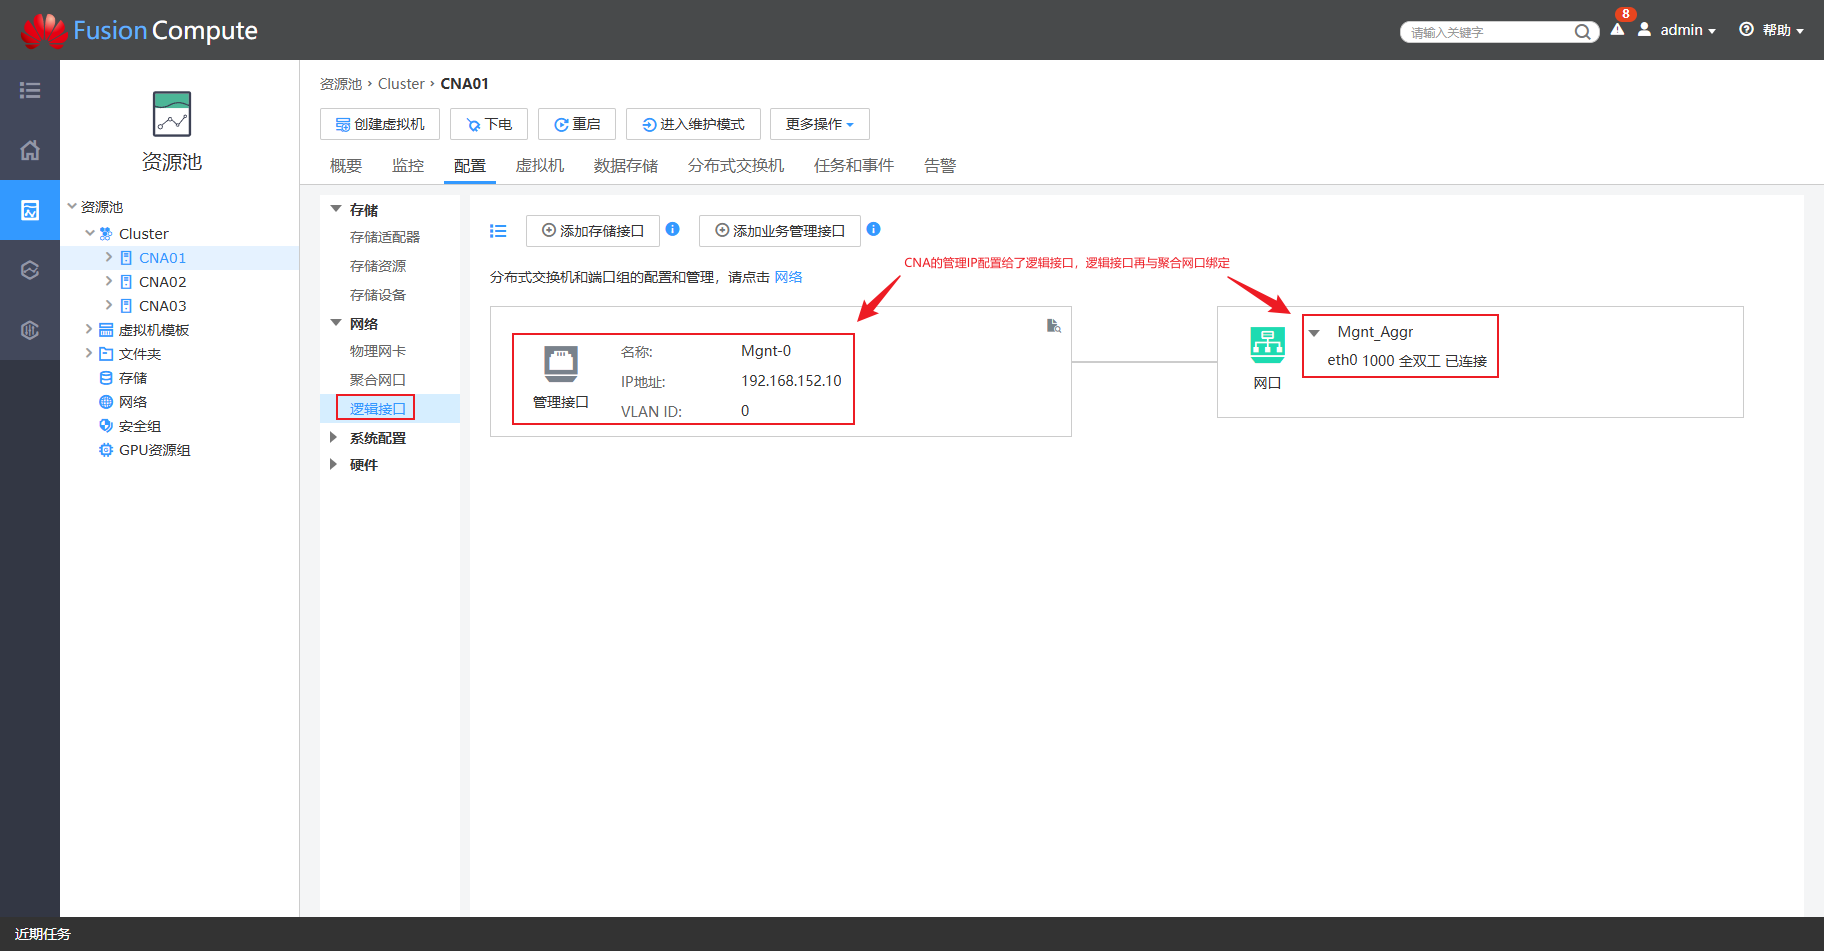 FusionCompute
请输入关键字
8
admin
帮助
资源池
资源池
Cluster
CNA01
CNA02
CNA03
虚拟机模板
文件夹
存储
网络
安全组
GPU资源组
资源池 › Cluster › CNA01
创建虚拟机 下电 重启 进入维护模式 更多操作
概要 监控 配置 虚拟机 数据存储 分布式交换机 任务和事件 告警
存储
存储适配器
存储资源
存储设备
网络
物理网卡
聚合网口
逻辑接口
系统配置
硬件
添加存储接口 添加业务管理接口
CNA的管理IP配置给了逻辑接口，逻辑接口再与聚合网口绑定
分布式交换机和端口组的配置和管理，请点击 网络
管理接口
名称: Mgnt-0
IP地址: 192.168.152.10
VLAN ID: 0
网口
Mgnt_Aggr
eth0 1000 全双工 已连接
近期任务